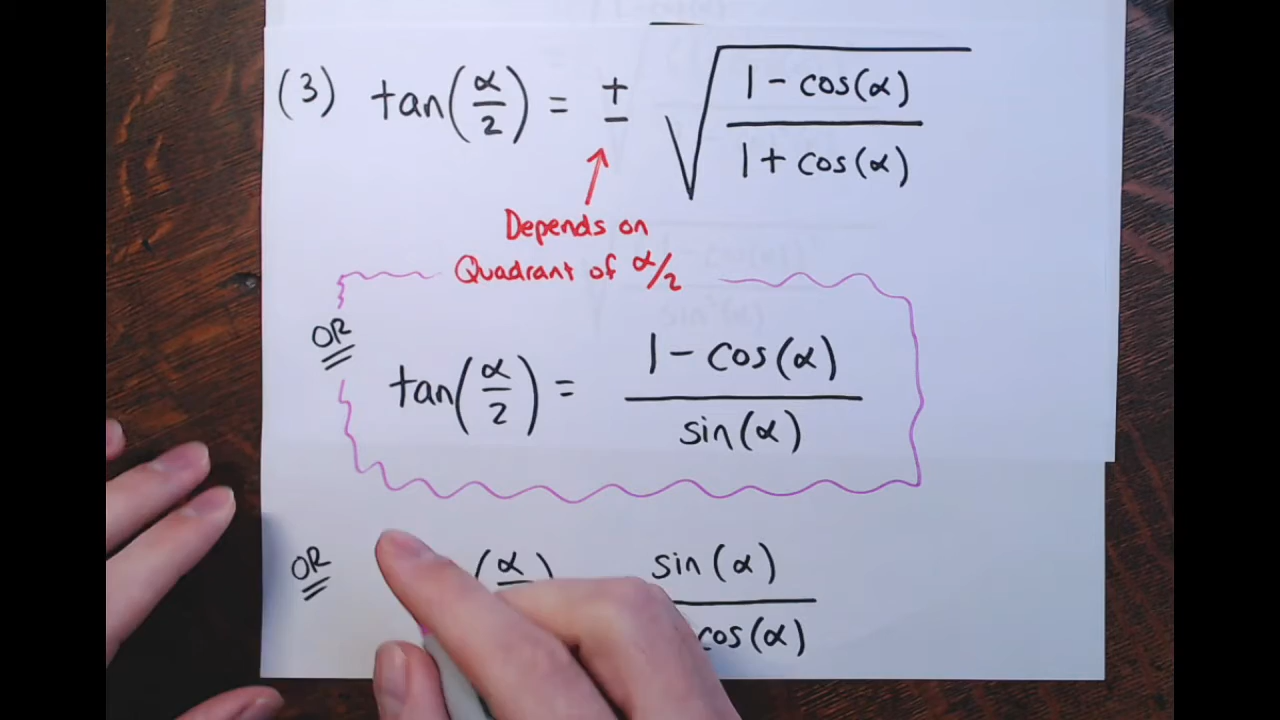 (3) tan(α/2) = ± √((1 - cos(α))/(1 + cos(α)))
Depends on
Quadrant of α/2
OR
tan(α/2) = (1 - cos(α))/sin(α)
OR
(α
sin(α)
cos(α)